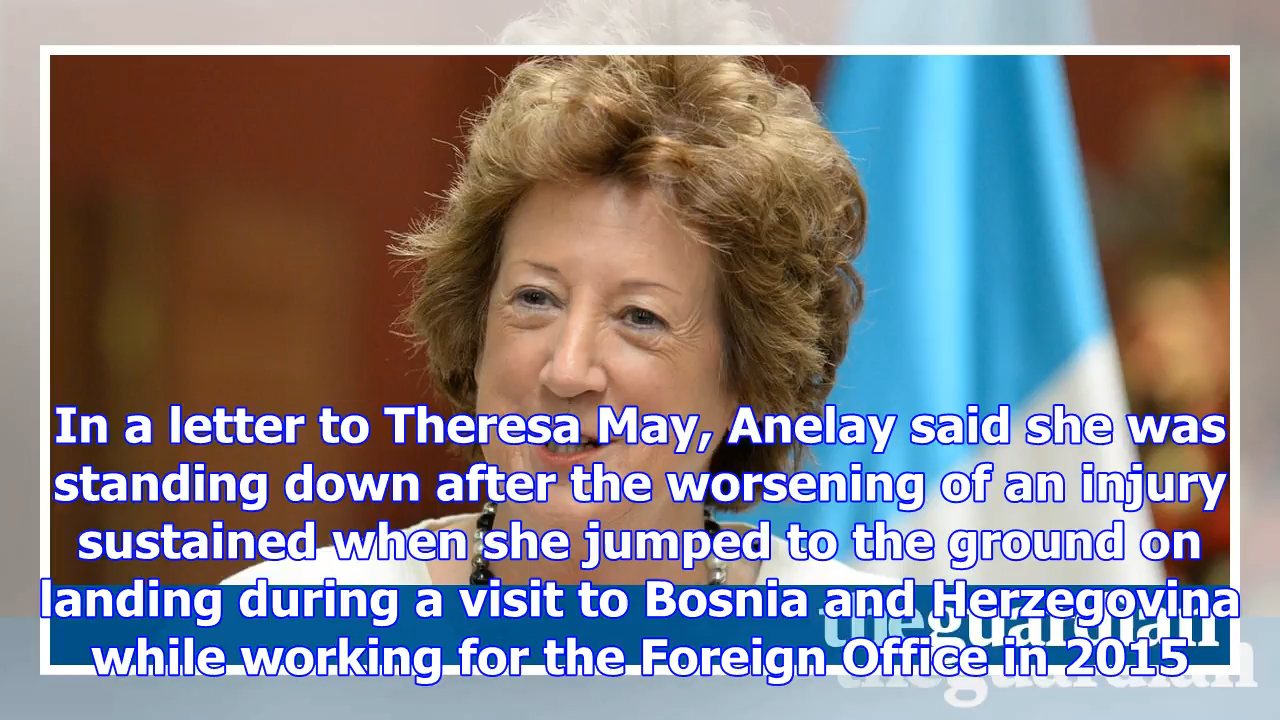 In a letter to Theresa May, Anelay said she was
standing down after the worsening of an injury
sustained when she jumped to the ground on
landing during a visit to Bosnia and Herzegovina
while working for the Foreign Office in 2015
theguardian
theguardian